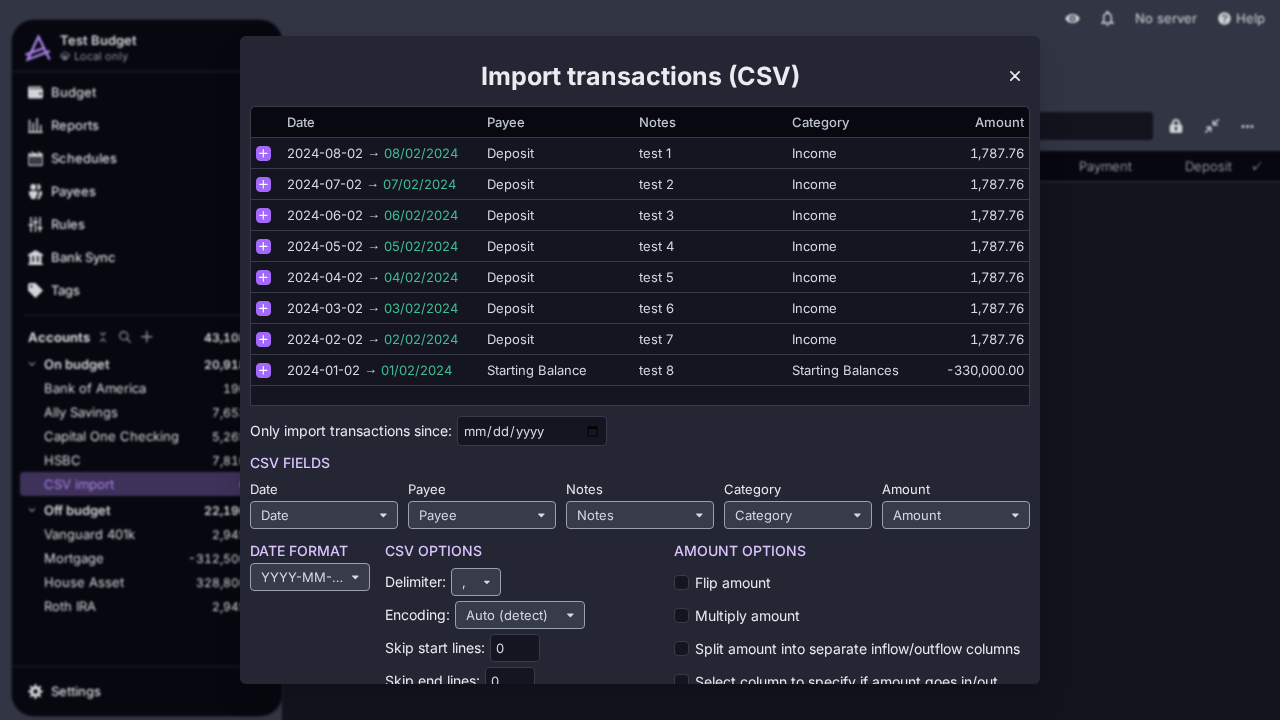 Test Budget
Local only
No server
Help
Budget
Reports
Schedules
Payees
Rules
Bank Sync
Tags
Accounts
On budget
Bank of America
Ally Savings
Capital One Checking
HSBC
CSV import
Off budget
Vanguard 401k
Mortgage
House Asset
Roth IRA
Settings
Payment Deposit
Import transactions (CSV)
Date Payee Notes Category Amount
2024-08-02 → 08/02/2024 Deposit test 1 Income 1,787.76
2024-07-02 → 07/02/2024 Deposit test 2 Income 1,787.76
2024-06-02 → 06/02/2024 Deposit test 3 Income 1,787.76
2024-05-02 → 05/02/2024 Deposit test 4 Income 1,787.76
2024-04-02 → 04/02/2024 Deposit test 5 Income 1,787.76
2024-03-02 → 03/02/2024 Deposit test 6 Income 1,787.76
2024-02-02 → 02/02/2024 Deposit test 7 Income 1,787.76
2024-01-02 → 01/02/2024 Starting Balance test 8 Starting Balances -330,000.00
Only import transactions since: mm/dd/yyyy
CSV FIELDS
Date Payee Notes Category Amount
Date Payee Notes Category Amount
DATE FORMAT CSV OPTIONS AMOUNT OPTIONS
YYYY-MM-...
Delimiter: , Flip amount
Encoding: Auto (detect) Multiply amount
Skip start lines: 0 Split amount into separate inflow/outflow columns
Skip end lines: 0 Select column to specify if amount goes in/out